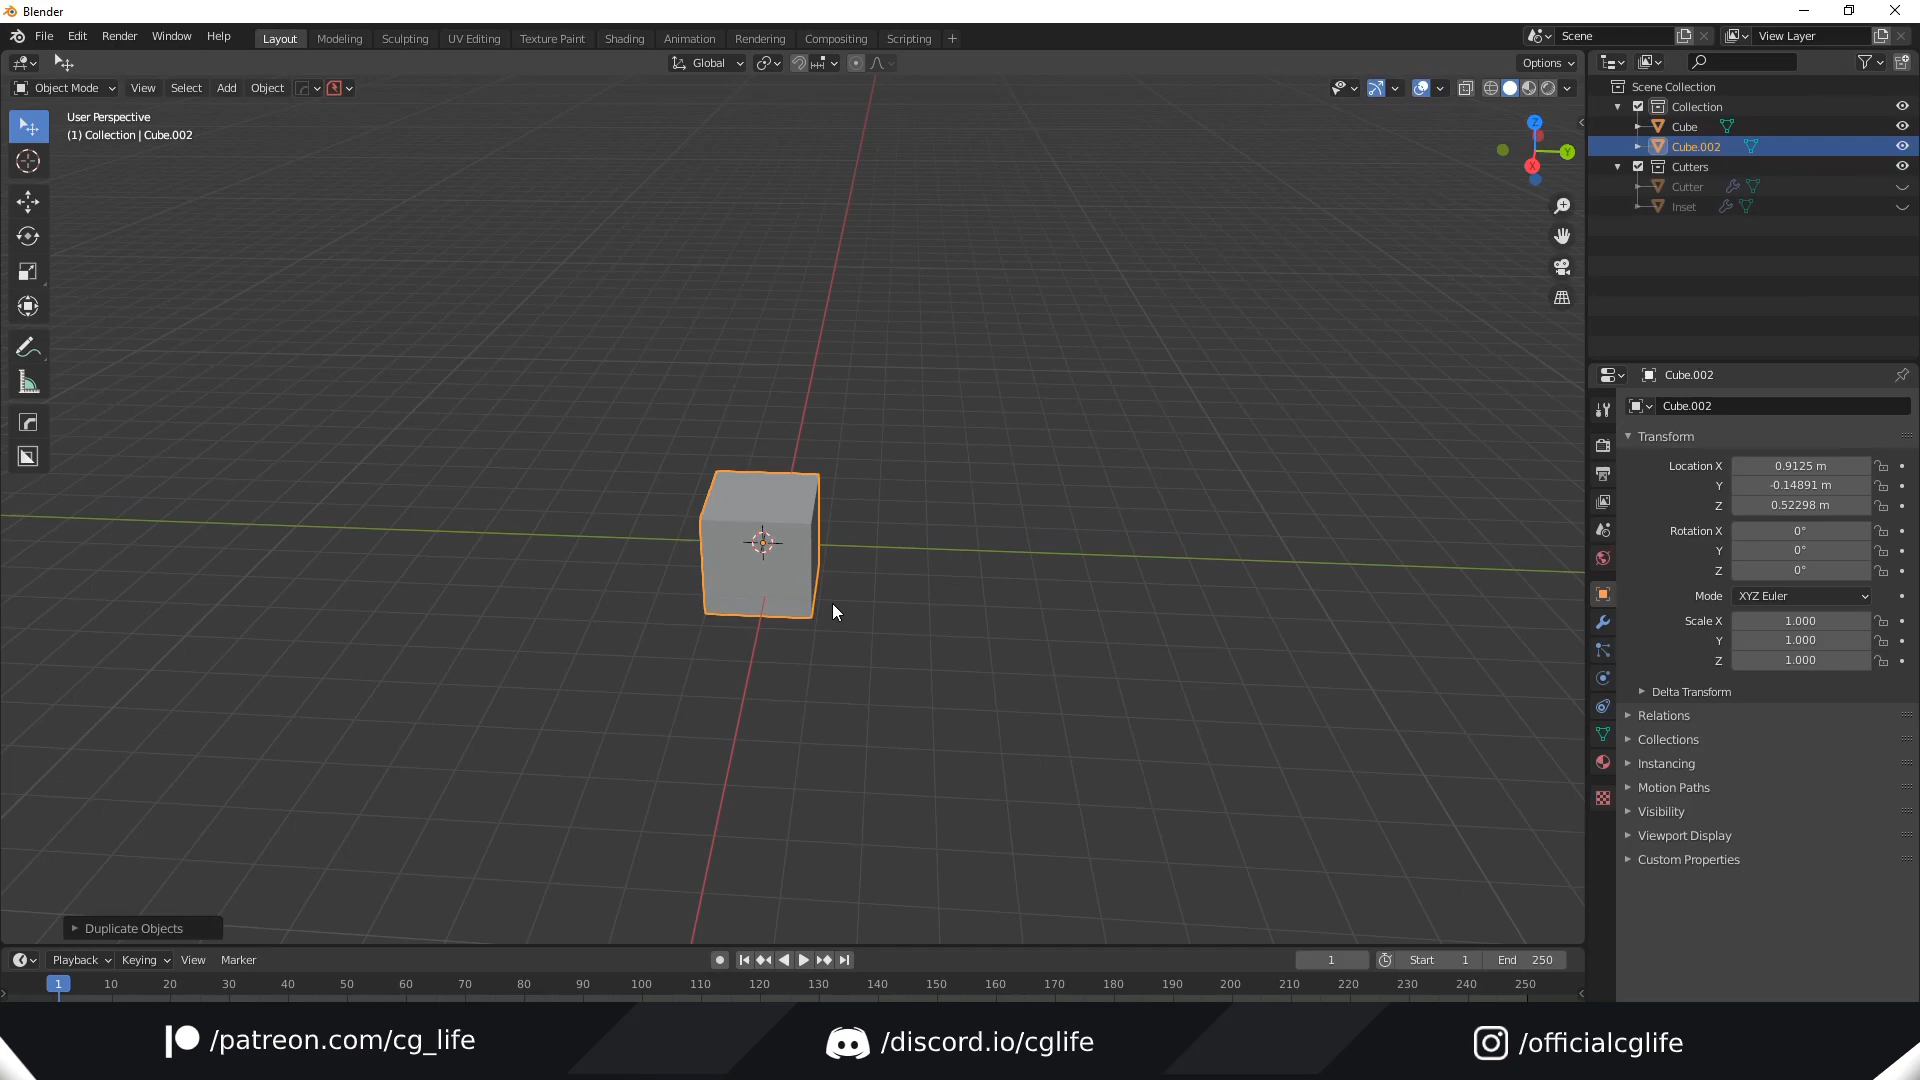 Blender
File Edit Render Window Help
Layout Modeling Sculpting UV Editing Texture Paint Shading Animation Rendering Compositing Scripting +
Scene
View Layer
Global
Options
Object Mode View Select Add Object
User Perspective
(1) Collection | Cube.002
Z
Y
X
Scene Collection
Collection
Cube
Cube.002
Cutters
Cutter
Inset
Cube.002
Cube.002
Transform
Location X 0.9125 m
Y -0.14891 m
Z 0.52298 m
Rotation X 0°
Y 0°
Z 0°
Mode XYZ Euler
Scale X 1.000
Y 1.000
Z 1.000
Delta Transform
Relations
Collections
Instancing
Motion Paths
Visibility
Viewport Display
Custom Properties
Duplicate Objects
Playback Keying View Marker
1 Start 1 End 250
1 10 20 30 40 50 60 70 80 90 100 110 120 130 140 150 160 170 180 190 200 210 220 230 240 250
/patreon.com/cg_life
/discord.io/cglife
/officialcglife